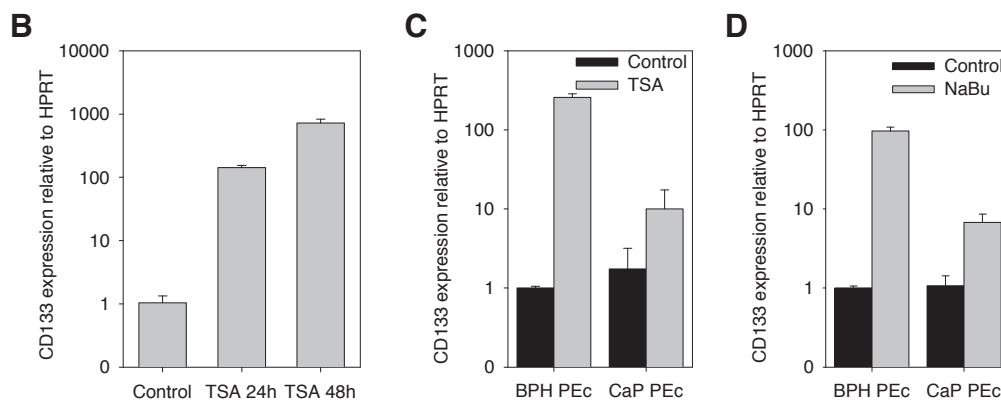 B
CD133 expression relative to HPRT
10000
1000
100
10
1
0
Control TSA 24h TSA 48h
C
CD133 expression relative to HPRT
1000
100
10
1
0
Control
TSA
BPH PEc CaP PEc
D
CD133 expression relative to HPRT
1000
100
10
1
0
Control
NaBu
BPH PEc CaP PEc